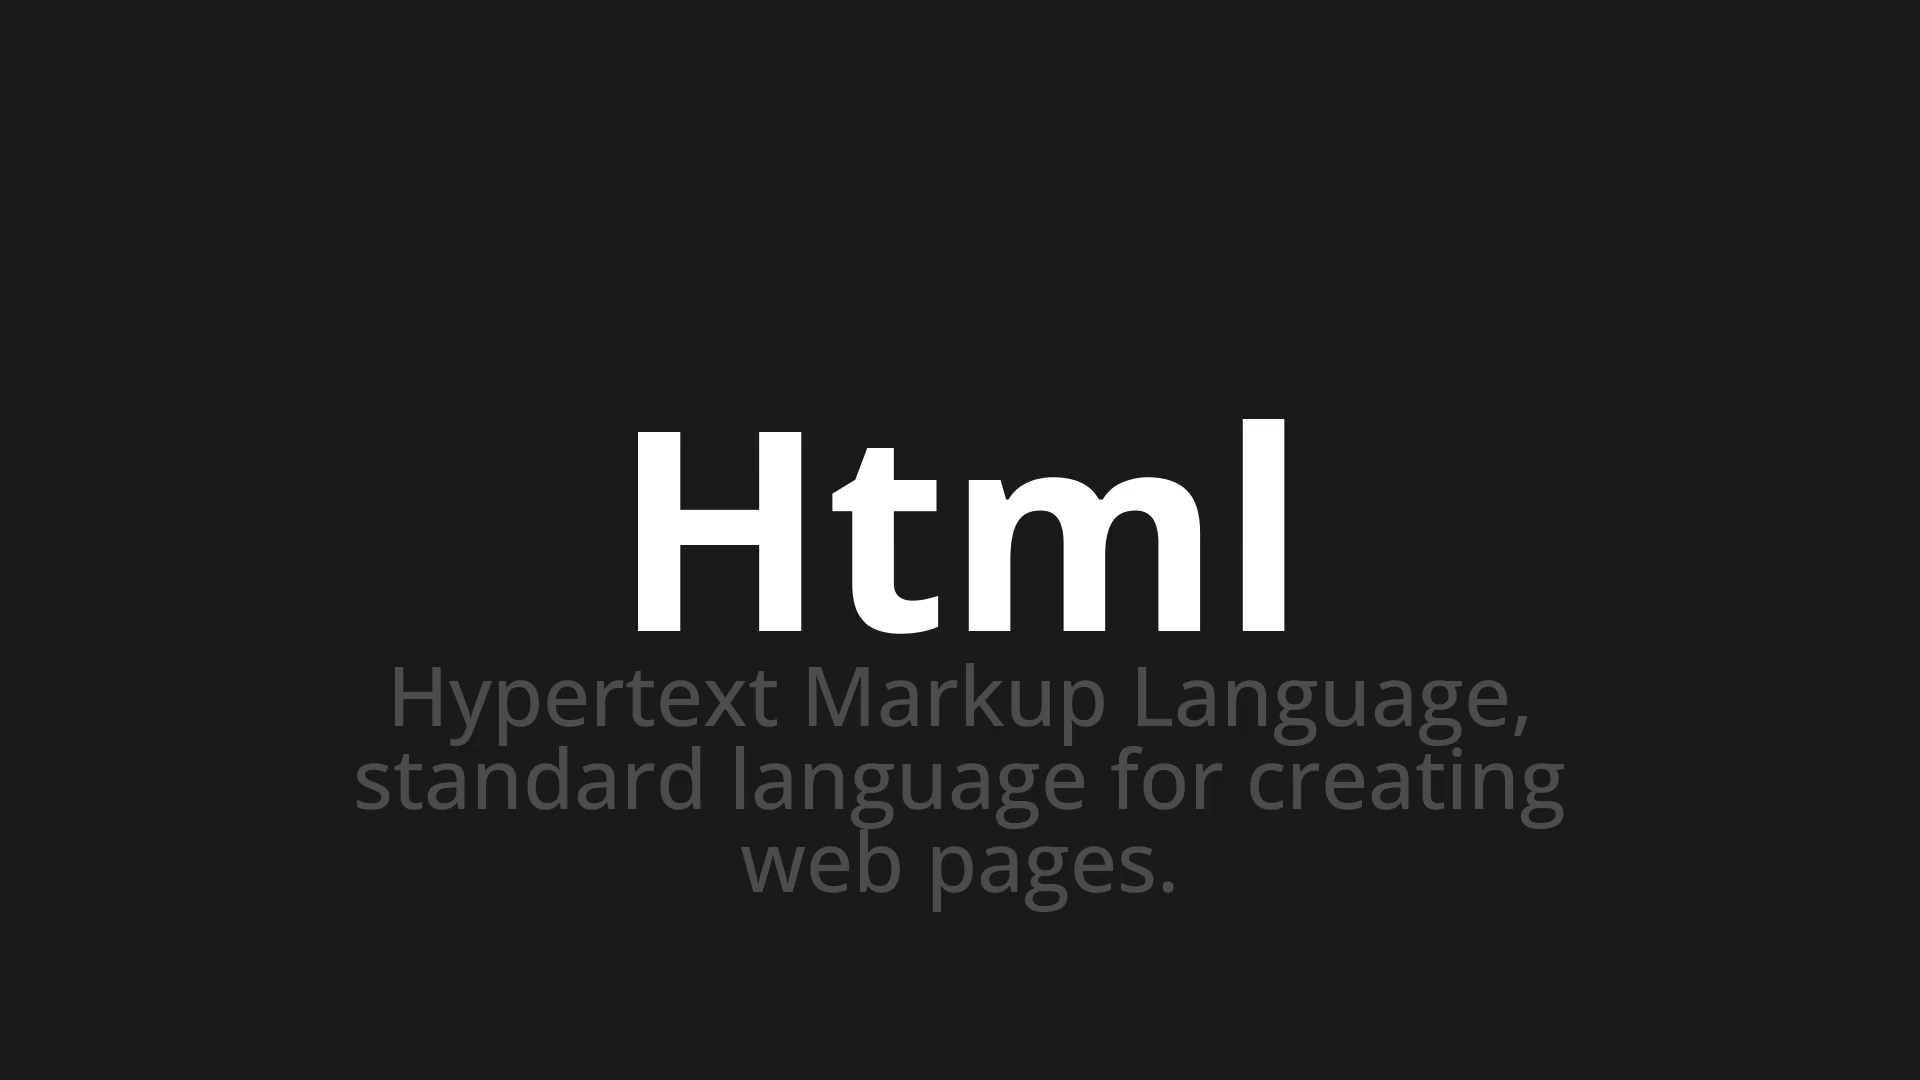 Html
Hypertext Markup Language,
standard language for creating
web pages.